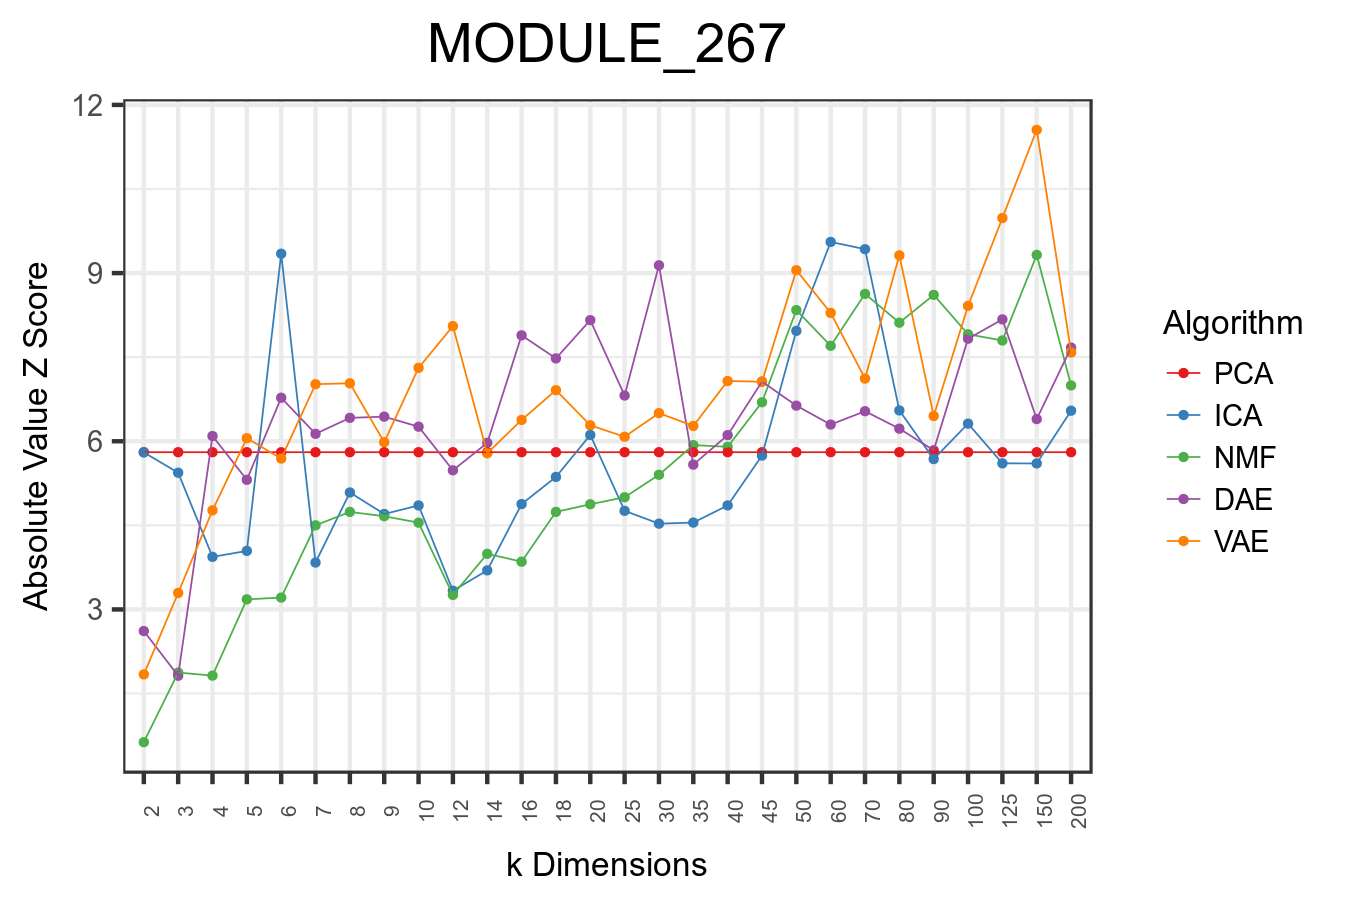 MODULE_267
12
9
6
3
Absolute Value Z Score
2 3 4 5 6 7 8 9 10 12 14 16 18 20 25 30 35 40 45 50 60 70 80 90 100 125 150 200
k Dimensions
Algorithm
PCA
ICA
NMF
DAE
VAE